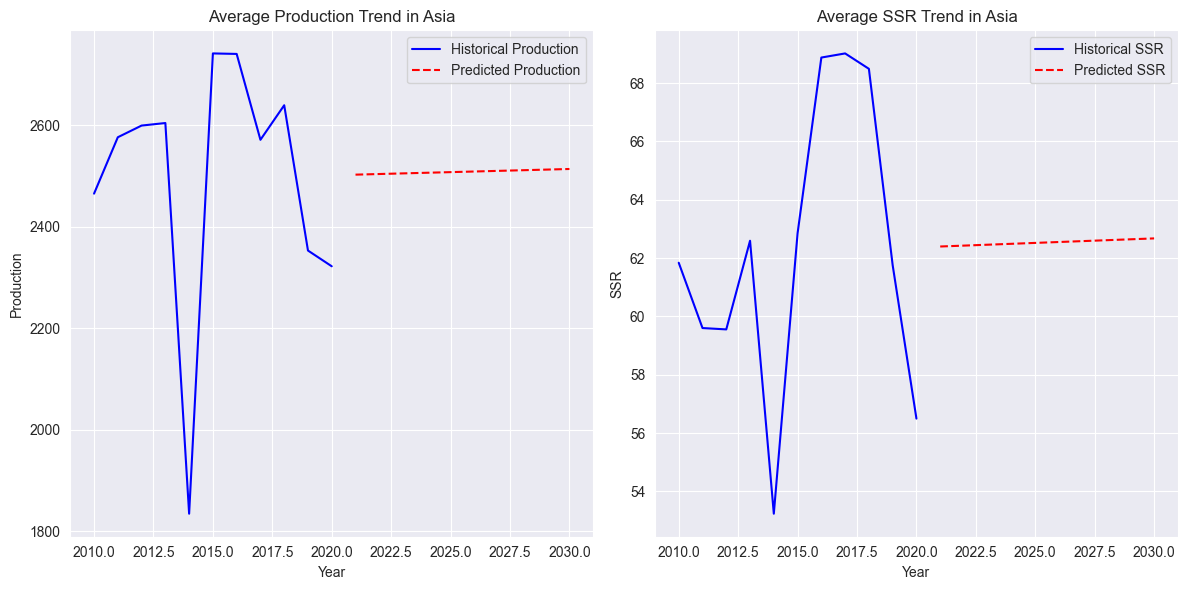 Average Production Trend in Asia
Historical Production
Predicted Production
2600
2400
2200
2000
1800
Production
2010.0 2012.5 2015.0 2017.5 2020.0 2022.5 2025.0 2027.5 2030.0
Year
Average SSR Trend in Asia
Historical SSR
Predicted SSR
68
66
64
62
60
58
56
54
SSR
2010.0 2012.5 2015.0 2017.5 2020.0 2022.5 2025.0 2027.5 2030.0
Year